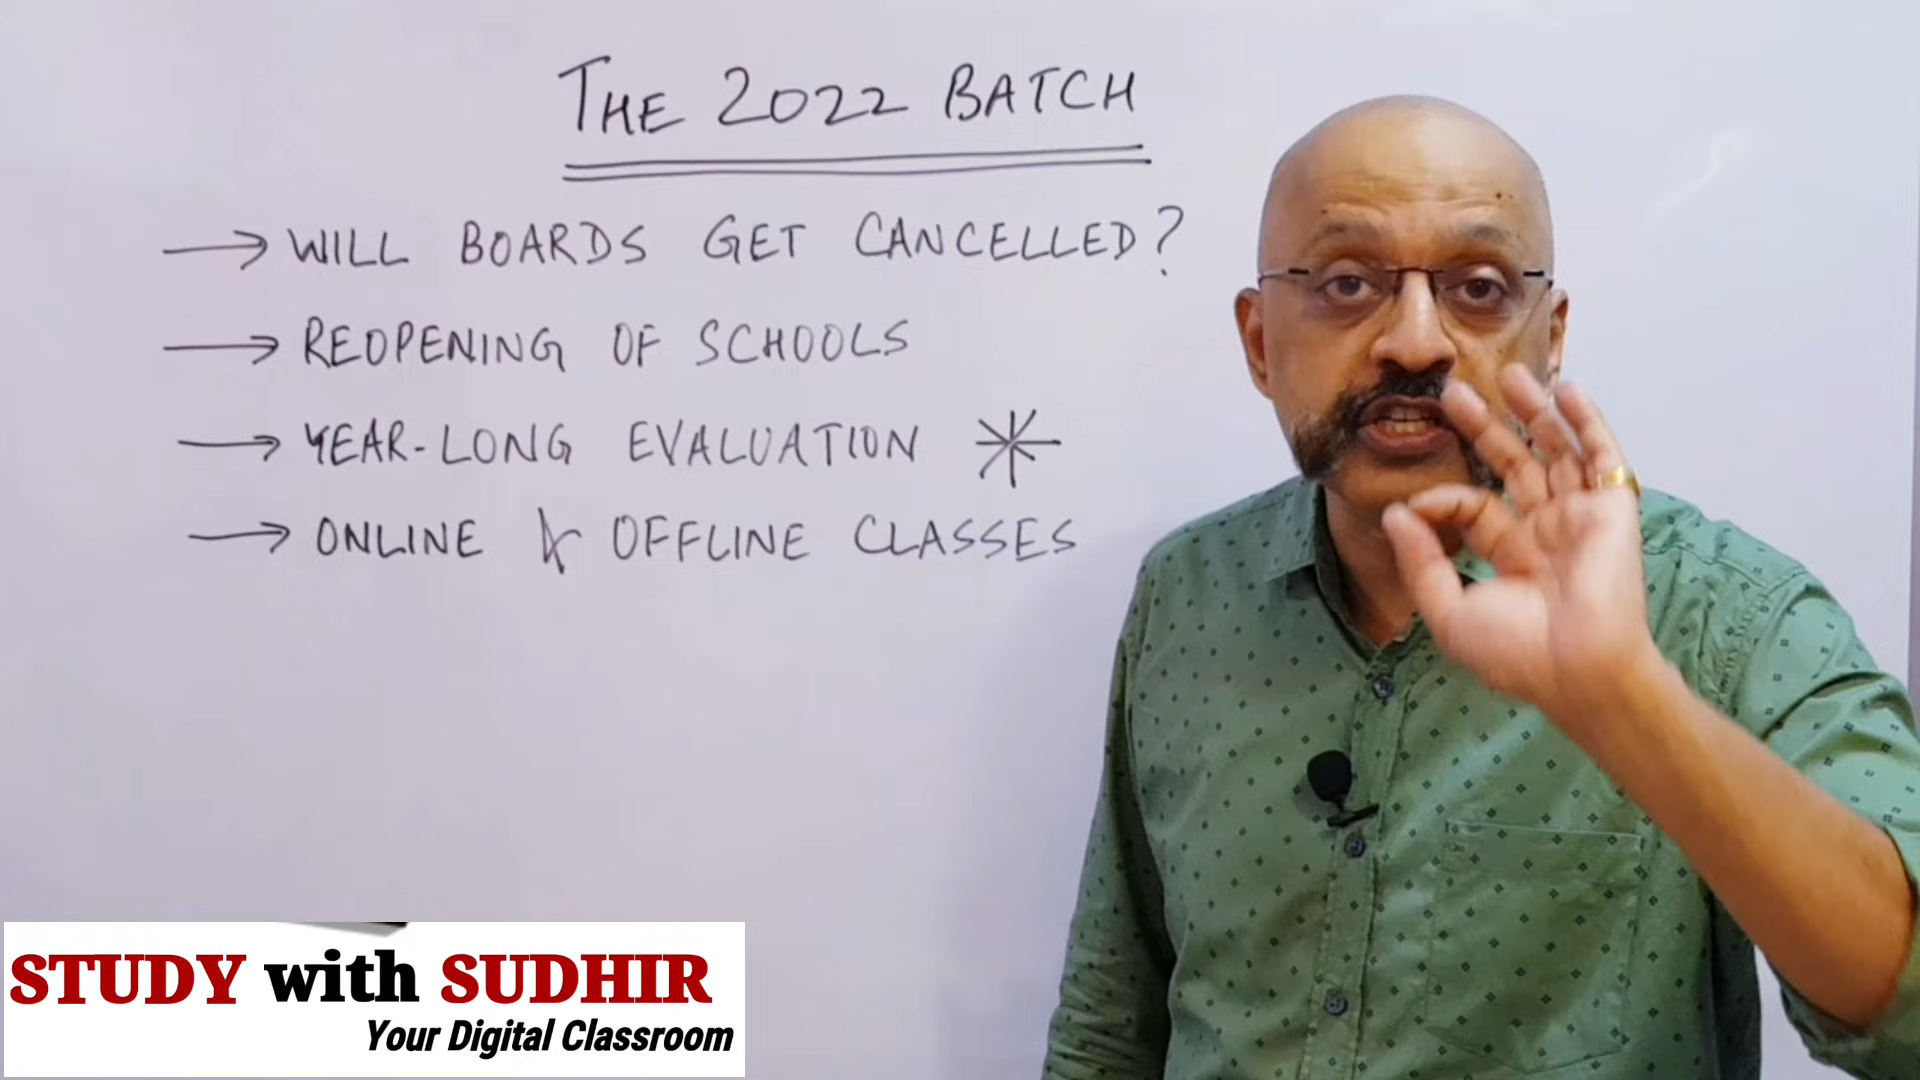 THE 2022 BATCH
→ WILL BOARDS GET CANCELLED?
→ REOPENING OF SCHOOLS
→ YEAR-LONG EVALUATION *
→ ONLINE & OFFLINE CLASSES
STUDY with SUDHIR
Your Digital Classroom